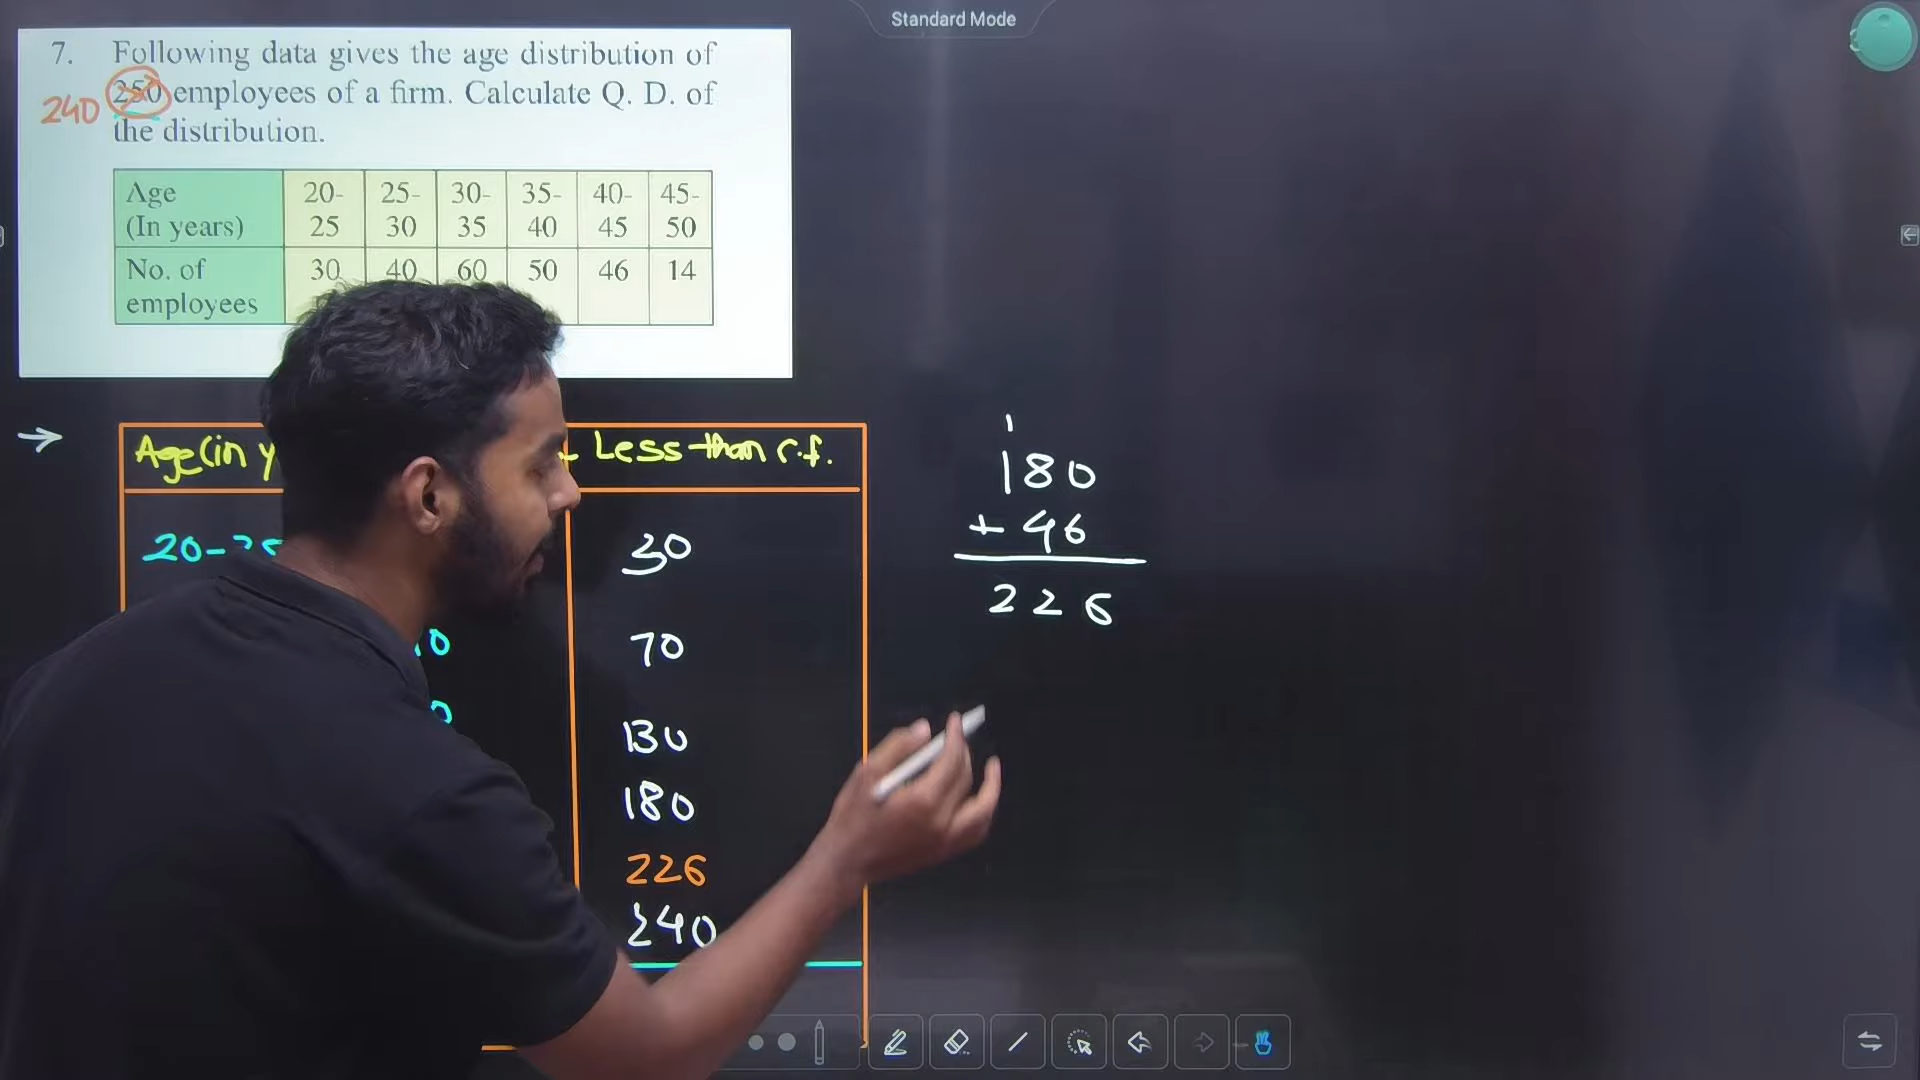 Standard Mode
7. Following data gives the age distribution of
240 250 employees of a firm. Calculate Q. D. of
the distribution.
Age (In years) 20-25 25-30 30-35 35-40 40-45 45-50
No. of employees 30 40 60 50 46 14
→ Age (in y Less than c.f.
20-25 30
70
130
180
226
240
1
180
+ 46
226